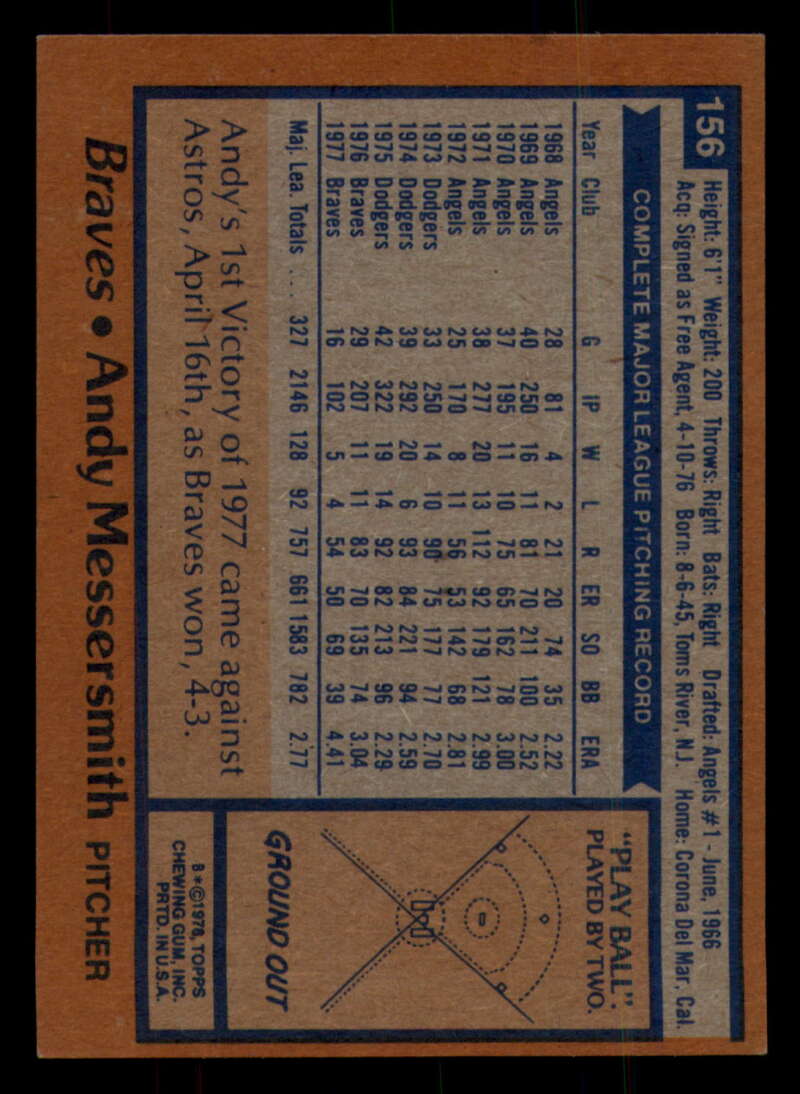 156
Height: 6'1" Weight: 200 Throws: Right Bats: Right Drafted: Angels #1 - June, 1966
Acq: Signed as Free Agent, 4-10-76 Born: 8-6-45, Toms River, N.J. Home: Corona Del Mar, Cal.
COMPLETE MAJOR LEAGUE PITCHING RECORD
Year Club G IP W L R ER SO BB ERA
1968 Angels 28 81 4 2 21 20 74 35 2.22
1969 Angels 40 250 16 11 81 70 211 100 2.52
1970 Angels 37 195 11 10 75 65 162 78 3.00
1971 Angels 38 277 20 13 112 92 179 121 2.99
1972 Angels 25 170 8 11 56 53 142 68 2.81
1973 Dodgers 33 250 14 10 90 75 177 77 2.70
1974 Dodgers 39 292 20 6 93 84 221 94 2.59
1975 Dodgers 42 322 19 14 92 82 213 96 2.29
1976 Braves 29 207 11 11 83 70 135 74 3.04
1977 Braves 16 102 5 4 54 50 69 39 4.41
Maj. Lea. Totals ... 327 2146 128 92 757 661 1583 782 2.77
Andy's 1st Victory of 1977 came against
Astros, April 16th, as Braves won, 4-3.
"PLAY BALL":
PLAYED BY TWO.
GROUND OUT
8*©1978, TOPPS
CHEWING GUM, INC.
PRTD. IN U.S.A.
Braves • Andy Messersmith PITCHER